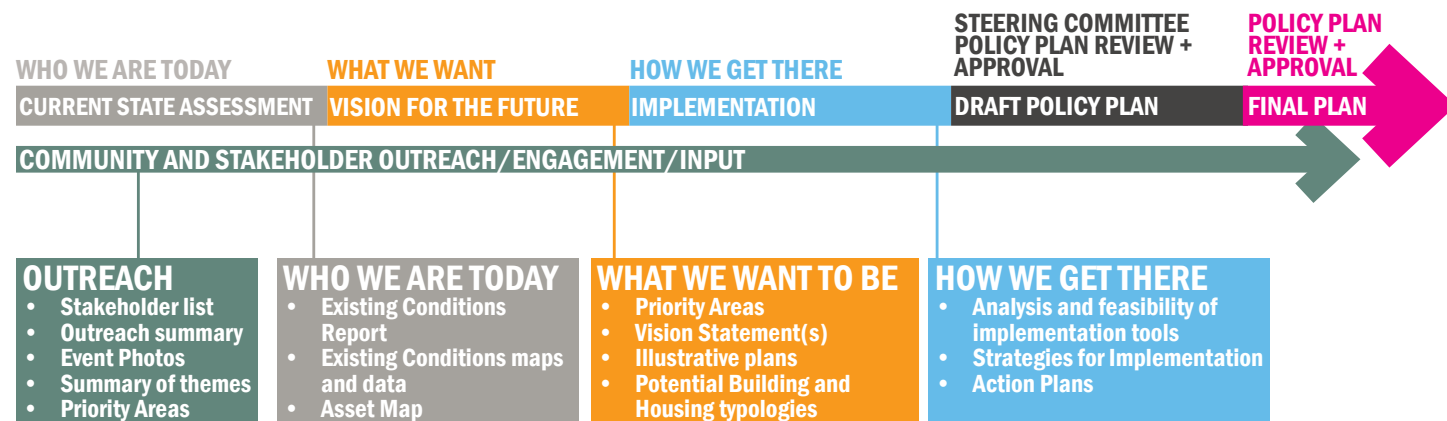 WHO WE ARE TODAY
WHAT WE WANT
HOW WE GET THERE
STEERING COMMITTEE
POLICY PLAN REVIEW +
APPROVAL
POLICY PLAN
REVIEW +
APPROVAL
CURRENT STATE ASSESSMENT
VISION FOR THE FUTURE
IMPLEMENTATION
DRAFT POLICY PLAN
FINAL PLAN
COMMUNITY AND STAKEHOLDER OUTREACH/ENGAGEMENT/INPUT
OUTREACH
• Stakeholder list
• Outreach summary
• Event Photos
• Summary of themes
• Priority Areas
WHO WE ARE TODAY
• Existing Conditions
Report
• Existing Conditions maps
and data
• Asset Map
WHAT WE WANT TO BE
• Priority Areas
• Vision Statement(s)
• Illustrative plans
• Potential Building and
Housing typologies
HOW WE GET THERE
• Analysis and feasibility of
implementation tools
• Strategies for Implementation
• Action Plans